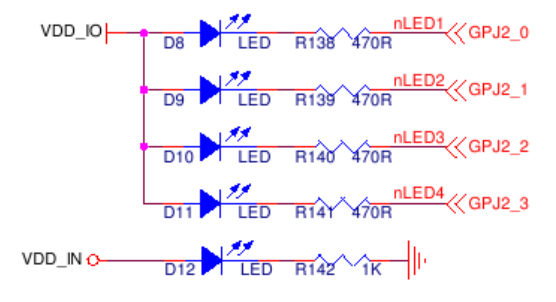 VDD_IO D8 LED R138 470R nLED1 GPJ2_0
D9 LED R139 470R nLED2 GPJ2_1
D10 LED R140 470R nLED3 GPJ2_2
D11 LED R141 470R nLED4 GPJ2_3
VDD_IN D12 LED R142 1K